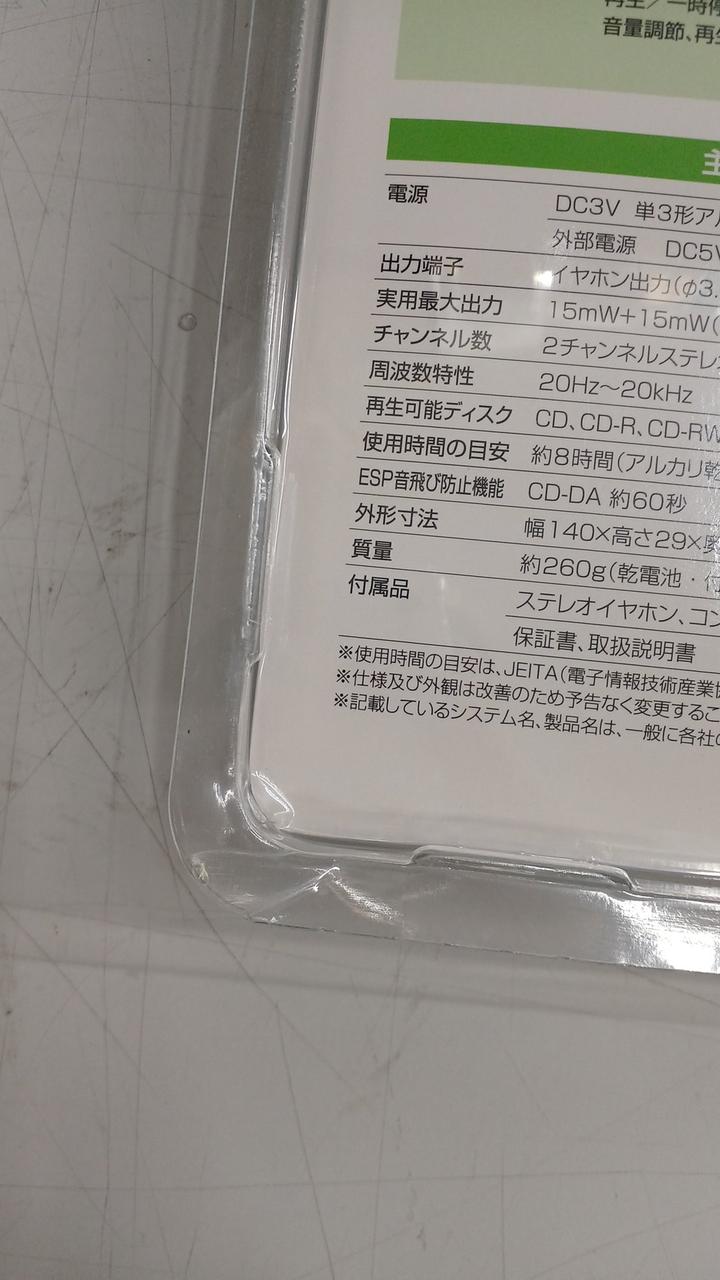 再生/一時停
音量調節、再生
主
電源 DC3V 単3形アル
外部電源 DC5V
出力端子 イヤホン出力(φ3.
実用最大出力 15mW+15mW(
チャンネル数 2チャンネルステレオ
周波数特性 20Hz〜20kHz
再生可能ディスク CD、CD-R、CD-RW
使用時間の目安 約8時間(アルカリ乾
ESP音飛び防止機能 CD-DA 約60秒
外形寸法 幅140×高さ29×奥
質量 約260g(乾電池・付
付属品 ステレオイヤホン、コン
保証書、取扱説明書
※使用時間の目安は、JEITA(電子情報技術産業協
※仕様及び外観は改善のため予告なく変更するこ
※記載しているシステム名、製品名は、一般に各社の